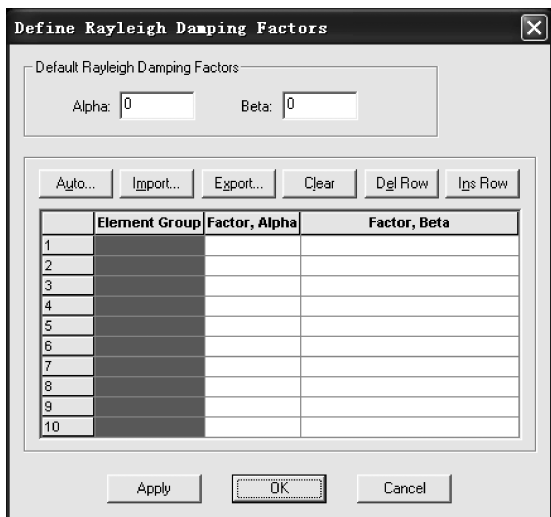 Define Rayleigh Damping Factors
Default Rayleigh Damping Factors
Alpha: 0 Beta: 0
Auto... Import... Export... Clear Del Row Ins Row
Element Group Factor, Alpha Factor, Beta
1
2
3
4
5
6
7
8
9
10
Apply OK Cancel